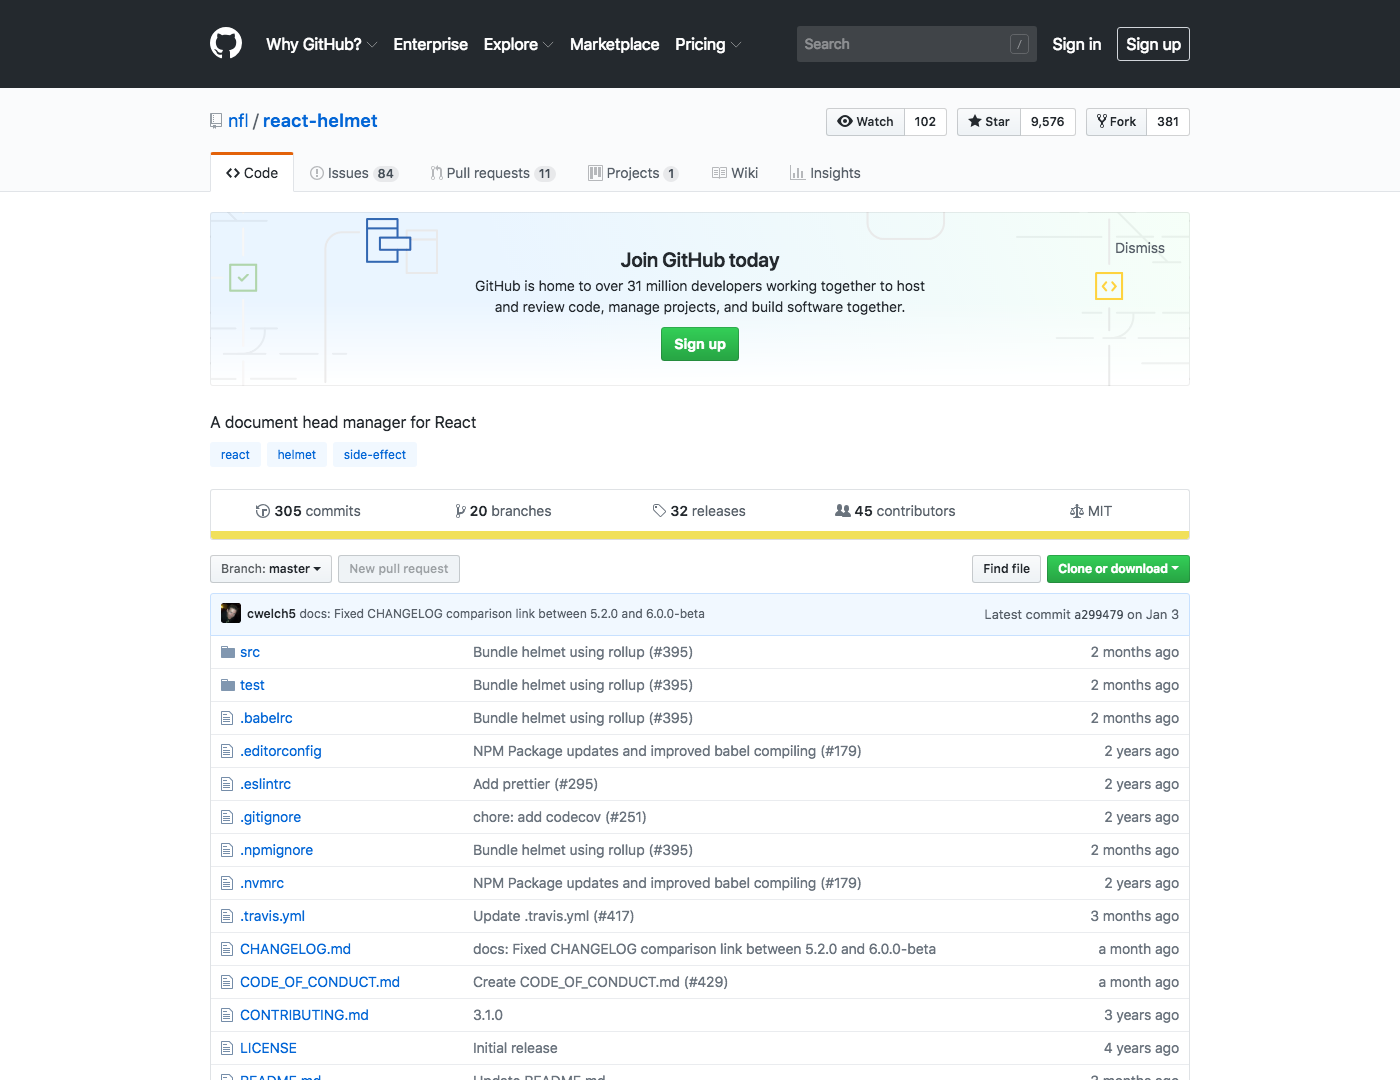 Why GitHub? Enterprise Explore Marketplace Pricing Search / Sign in Sign up
nfl / react-helmet Watch 102 Star 9,576 Fork 381
Code Issues 84 Pull requests 11 Projects 1 Wiki Insights
Dismiss
Join GitHub today
GitHub is home to over 31 million developers working together to host
and review code, manage projects, and build software together.
Sign up
A document head manager for React
react helmet side-effect
305 commits 20 branches 32 releases 45 contributors MIT
Branch: master New pull request Find file Clone or download
cwelch5 docs: Fixed CHANGELOG comparison link between 5.2.0 and 6.0.0-beta Latest commit a299479 on Jan 3
src Bundle helmet using rollup (#395) 2 months ago
test Bundle helmet using rollup (#395) 2 months ago
.babelrc Bundle helmet using rollup (#395) 2 months ago
.editorconfig NPM Package updates and improved babel compiling (#179) 2 years ago
.eslintrc Add prettier (#295) 2 years ago
.gitignore chore: add codecov (#251) 2 years ago
.npmignore Bundle helmet using rollup (#395) 2 months ago
.nvmrc NPM Package updates and improved babel compiling (#179) 2 years ago
.travis.yml Update .travis.yml (#417) 3 months ago
CHANGELOG.md docs: Fixed CHANGELOG comparison link between 5.2.0 and 6.0.0-beta a month ago
CODE_OF_CONDUCT.md Create CODE_OF_CONDUCT.md (#429) a month ago
CONTRIBUTING.md 3.1.0 3 years ago
LICENSE Initial release 4 years ago
README.md Update README.md months ago